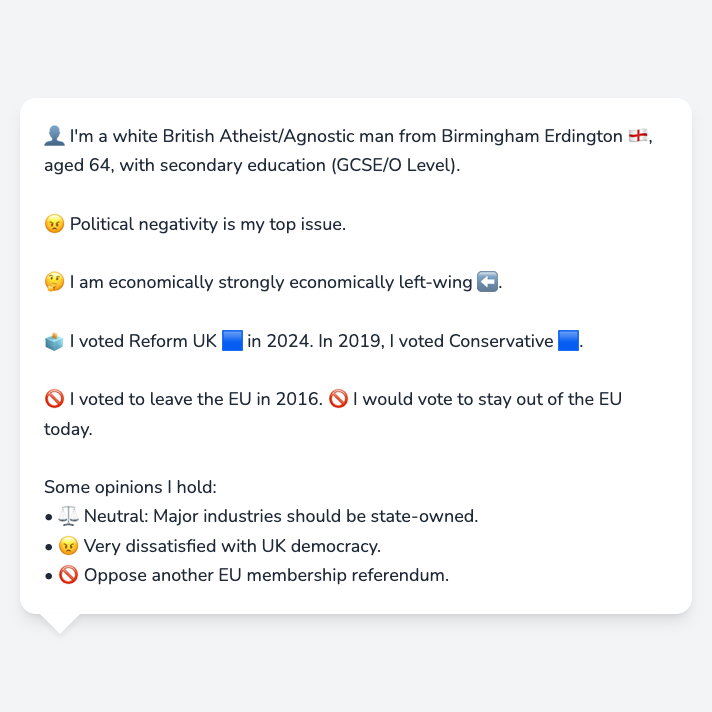 👤 I'm a white British Atheist/Agnostic man from Birmingham Erdington 🏴󠁧󠁢󠁥󠁮󠁧󠁿,
aged 64, with secondary education (GCSE/O Level).
😠 Political negativity is my top issue.
🤔 I am economically strongly economically left-wing ⬅️.
🗳️ I voted Reform UK 🟦 in 2024. In 2019, I voted Conservative 🟦.
🚫 I voted to leave the EU in 2016. 🚫 I would vote to stay out of the EU
today.
Some opinions I hold:
• ⚖️ Neutral: Major industries should be state-owned.
• 😠 Very dissatisfied with UK democracy.
• 🚫 Oppose another EU membership referendum.